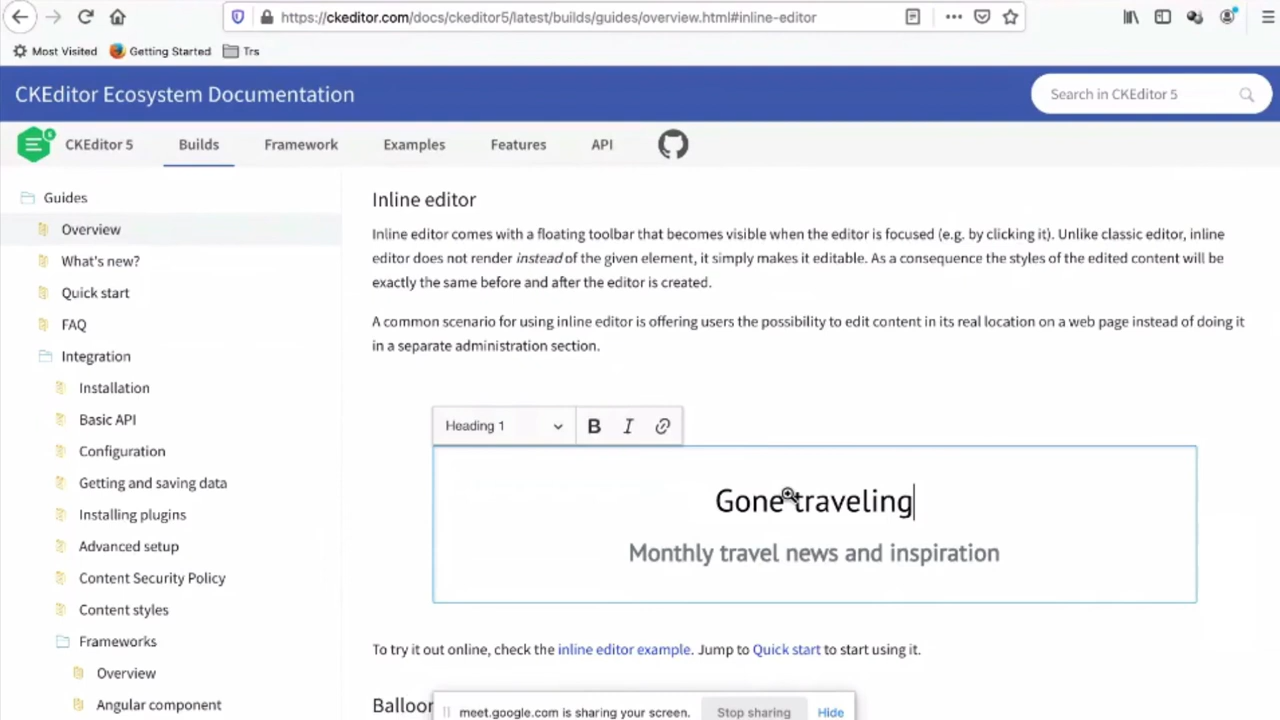 https://ckeditor.com/docs/ckeditor5/latest/builds/guides/overview.html#inline-editor
Most Visited Getting Started Trs
CKEditor Ecosystem Documentation
Search in CKEditor 5
5
CKEditor 5 Builds Framework Examples Features API
Guides
Overview
What's new?
Quick start
FAQ
Integration
Installation
Basic API
Configuration
Getting and saving data
Installing plugins
Advanced setup
Content Security Policy
Content styles
Frameworks
Overview
Angular component
Inline editor
Inline editor comes with a floating toolbar that becomes visible when the editor is focused (e.g. by clicking it). Unlike classic editor, inline
editor does not render instead of the given element, it simply makes it editable. As a consequence the styles of the edited content will be
exactly the same before and after the editor is created.
A common scenario for using inline editor is offering users the possibility to edit content in its real location on a web page instead of doing it
in a separate administration section.
Heading 1 B I
Gone traveling
Monthly travel news and inspiration
To try it out online, check the inline editor example. Jump to Quick start to start using it.
Balloon
meet.google.com is sharing your screen. Stop sharing Hide